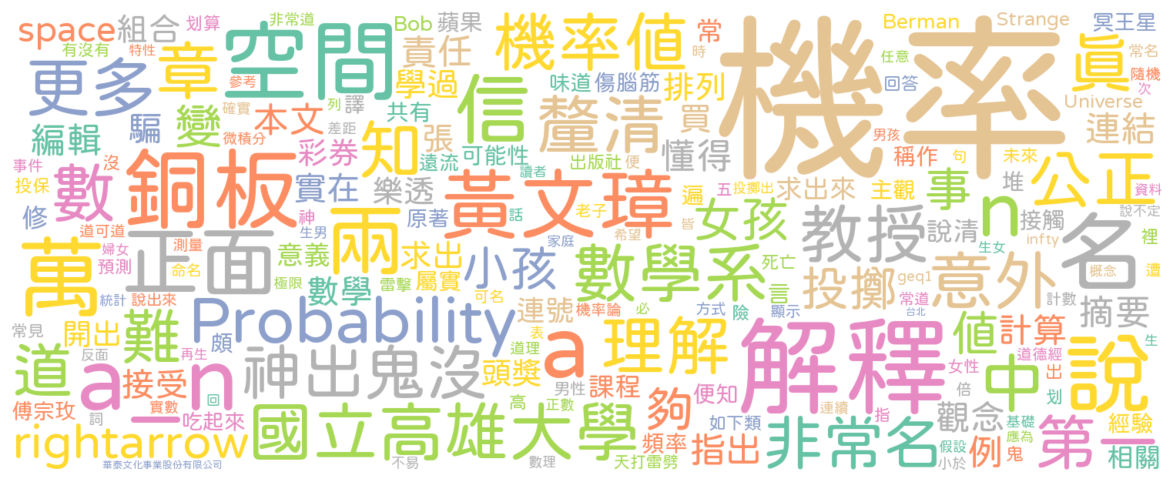 space 組合 划算 非常道 Bob 蘋果 Berman Strange 冥王星
有沒有 特性 空間 責任 機率值 常 機率 任意 眞 常名
更多 章 參考 學過 味道 傷腦筋 排列 時 回答 隨機 次
編輯 騙 變 確實 列 譯 共有 信 釐清 買 Universe 連結
本文 微積分 差距 張 知 彩券 遠流 可能性 出版社 便 懂得 男孩 稱作 句 未來
事件 沒 數 銅板 實在 樂透 讀者 黃文璋 遍 五 投擲出 求出來 主觀 事 堆 公正 資料
投保 修 道可道 神 生男 原著 話 老子 皆 女孩 教授 說清 n 接觸 名 說不定 裡
萬 婦女 測量 正面 意義 兩 求出 家庭 希望 數學系 死亡 生女 infty
預測 命名 極限 數學 雷擊 屬實 小孩 言 geq1 投擲 意外 概念 遭
統計 說出來 可名 機率論 必 方式 險 常道 計數 摘要
常見 開出 難 頗 Probability 連號 表 顯示 台北 值 計算 說
道 反面 再生 a_n 神出鬼沒 道理 頭獎 a 理解 解釋 女性 道德經 出 中 生
接受 實數 回 男性 課程 便知 倍 划
傅宗玫 詞 吃起來 高 正數 夠 如下類 連續 指 觀念 基礎 經驗
rightarrow 國立高雄大學 頻率 指出 非常名 假設 應為 例 第一
華泰文化事業股份有限公司 不易 數理 天打雷劈 小於 鬼 相關